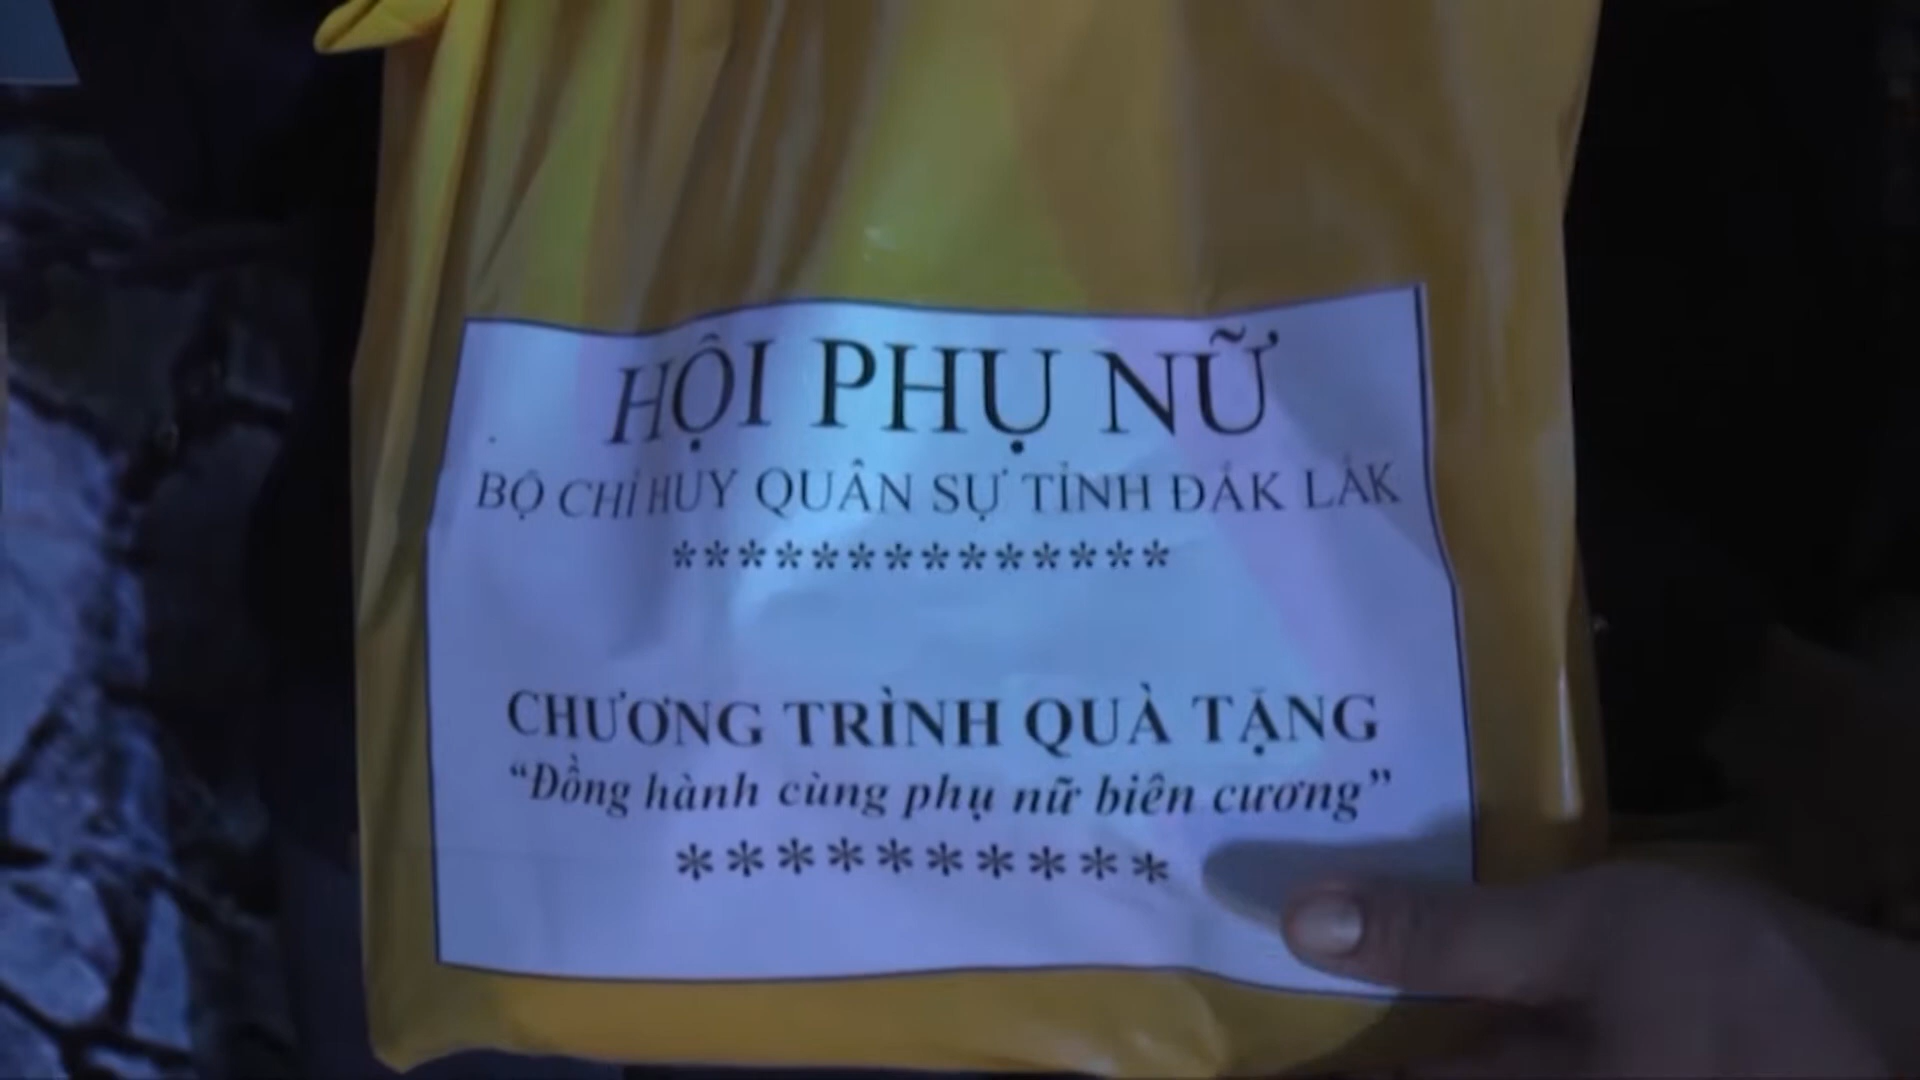 HỘI PHỤ NỮ
BỘ CHỈ HUY QUÂN SỰ TỈNH ĐẮK LẮK
**************
CHƯƠNG TRÌNH QUÀ TẶNG
“Đồng hành cùng phụ nữ biên cương”
**********